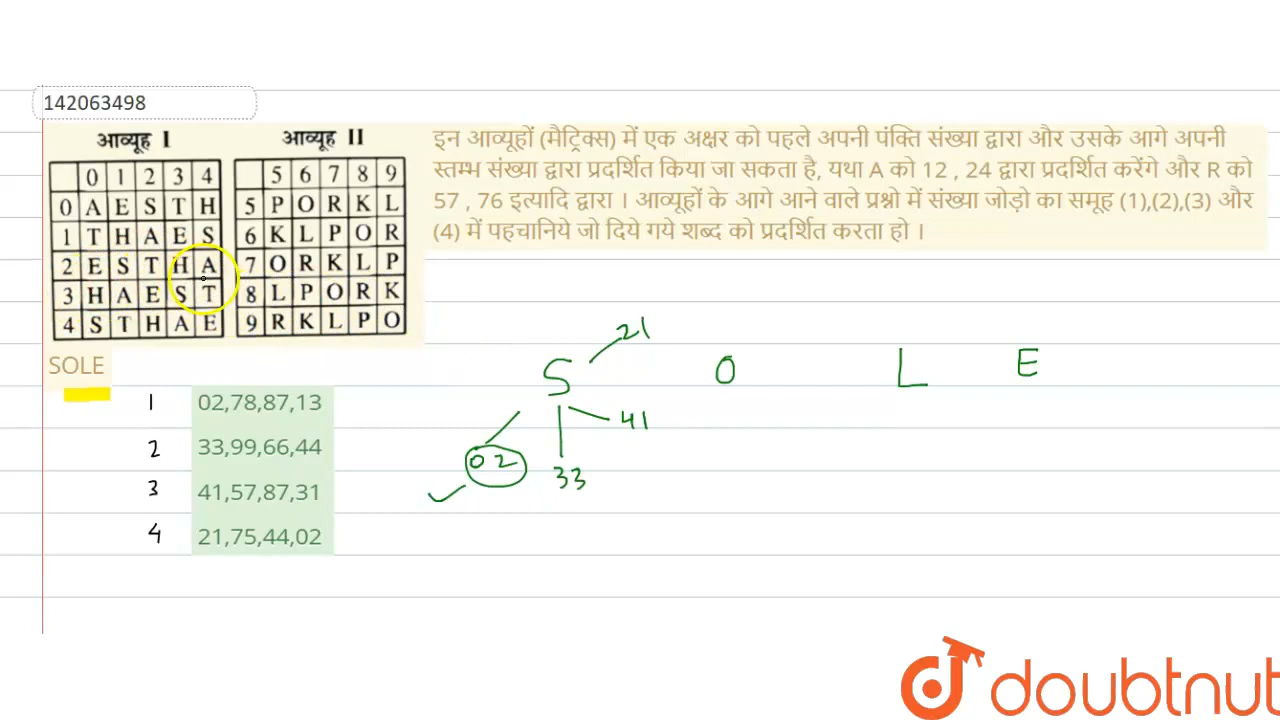 142063498
आव्यूह I
0 1 2 3 4
0 A E S T H
1 T H A E S
2 E S T H A
3 H A E S T
4 S T H A E
आव्यूह II
5 6 7 8 9
5 P O R K L
6 K L P O R
7 O R K L P
8 L P O R K
9 R K L P O
इन आव्यूहों (मैट्रिक्स) में एक अक्षर को पहले अपनी पंक्ति संख्या द्वारा और उसके आगे अपनी
स्तम्भ संख्या द्वारा प्रदर्शित किया जा सकता है, यथा A को 12 , 24 द्वारा प्रदर्शित करेंगे और R को
57 , 76 इत्यादि द्वारा । आव्यूहों के आगे आने वाले प्रश्नो में संख्या जोड़ो का समूह (1),(2),(3) और
(4) में पहचानिये जो दिये गये शब्द को प्रदर्शित करता हो ।
SOLE
1 02,78,87,13
2 33,99,66,44
3 41,57,87,31
4 21,75,44,02
21
S O L E
41
02
33
doubtnut